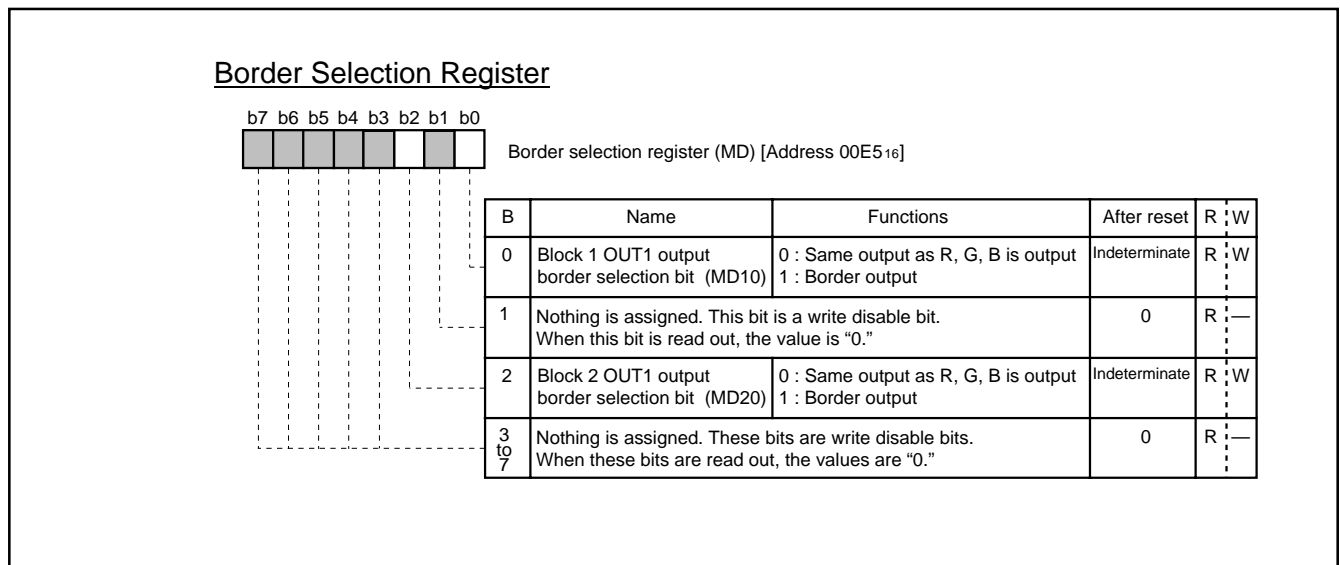 Border Selection Register
b7 b6 b5 b4 b3 b2 b1 b0
Border selection register (MD) [Address 00E516]
B Name Functions After reset R W
0 Block 1 OUT1 output border selection bit (MD10) 0 : Same output as R, G, B is output 1 : Border output Indeterminate R W
1 Nothing is assigned. This bit is a write disable bit. When this bit is read out, the value is “0.” 0 R —
2 Block 2 OUT1 output border selection bit (MD20) 0 : Same output as R, G, B is output 1 : Border output Indeterminate R W
3 to 7 Nothing is assigned. These bits are write disable bits. When these bits are read out, the values are “0.” 0 R —